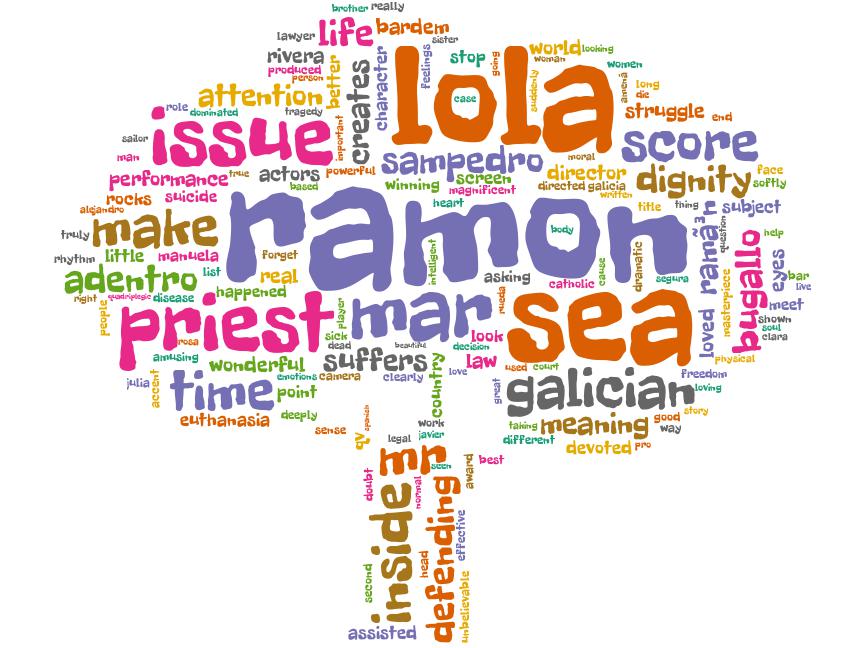 brother really
lawyer life bardem
sister
rivera creates character feelings lola going stop world looking
woman women
produced person better
attention case suddenly amenã long die
role dominated tragedy important struggle end
issue score
sailor man
sampedro moral
performance true actors powerful winning screen director dignity face softly
based magnificent directed galicia written
rocks suicide heart title thing subject
alejandro
truly make ramon body ramãn question help
rhythm little manuela forget intelligent dramatic bugallo eyes
adentro list real asking catholic cause segura bar live
right quadriplegic disease happened rueda masterpiece meet
people priest player mar sea loved shown soul clara
rosa sick dead beautiful look
amusing wonderful suffers decision law used court physical
julia accent time emotions camera clearly country love great galician freedom loving
point
euthanasia deeply work taking meaning good way story
sense qv spanish legal javier different devoted pro
mr seen award best
doubt inside normal defending
second head effective unbelievable
assisted